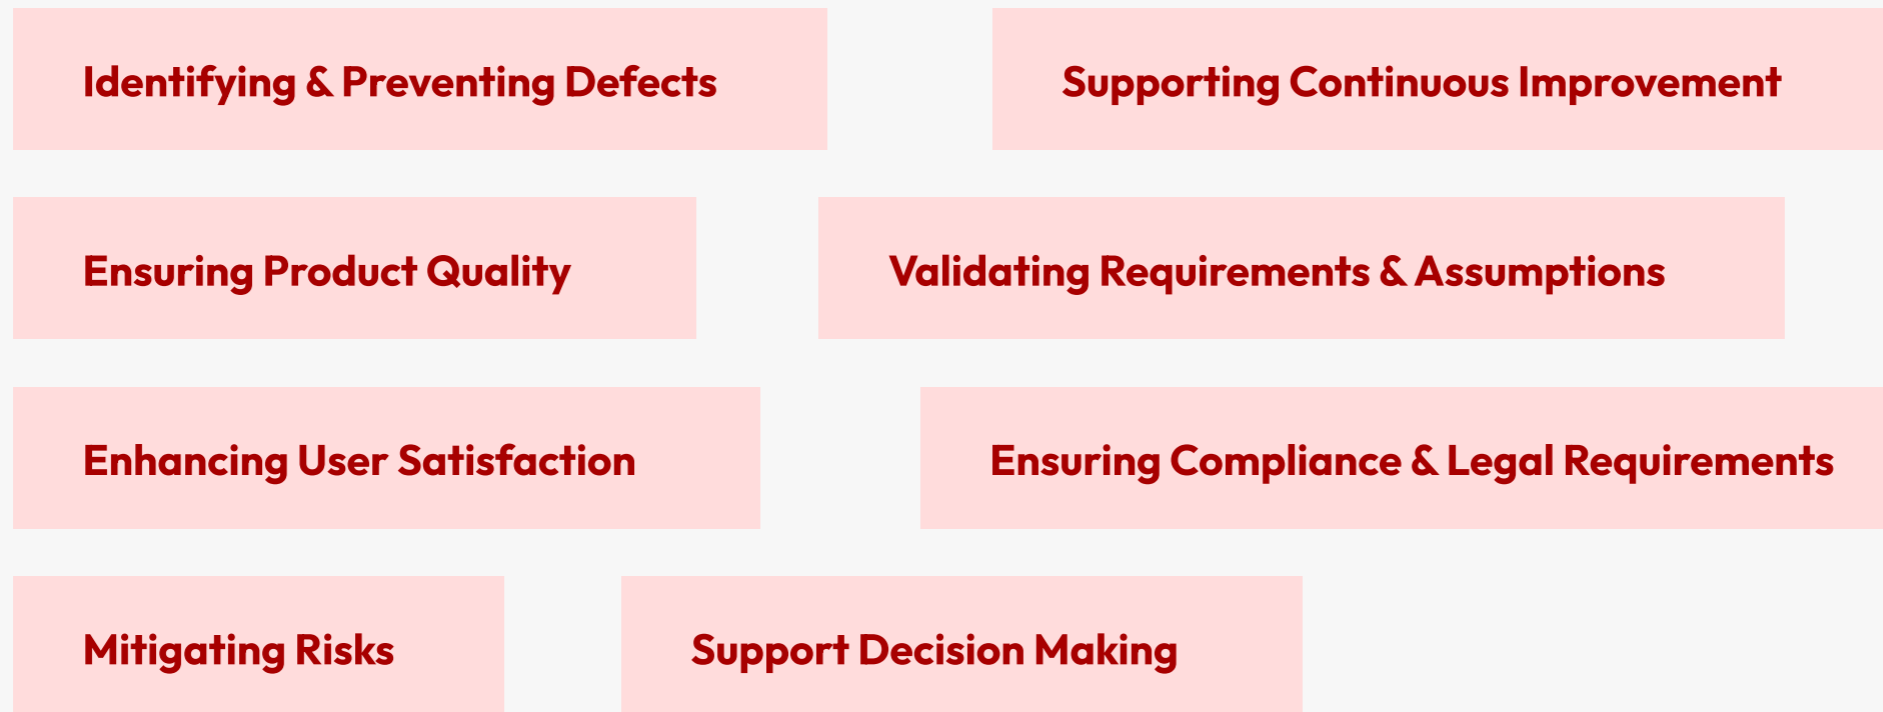 Identifying & Preventing Defects
Supporting Continuous Improvement
Ensuring Product Quality
Validating Requirements & Assumptions
Enhancing User Satisfaction
Ensuring Compliance & Legal Requirements
Mitigating Risks
Support Decision Making